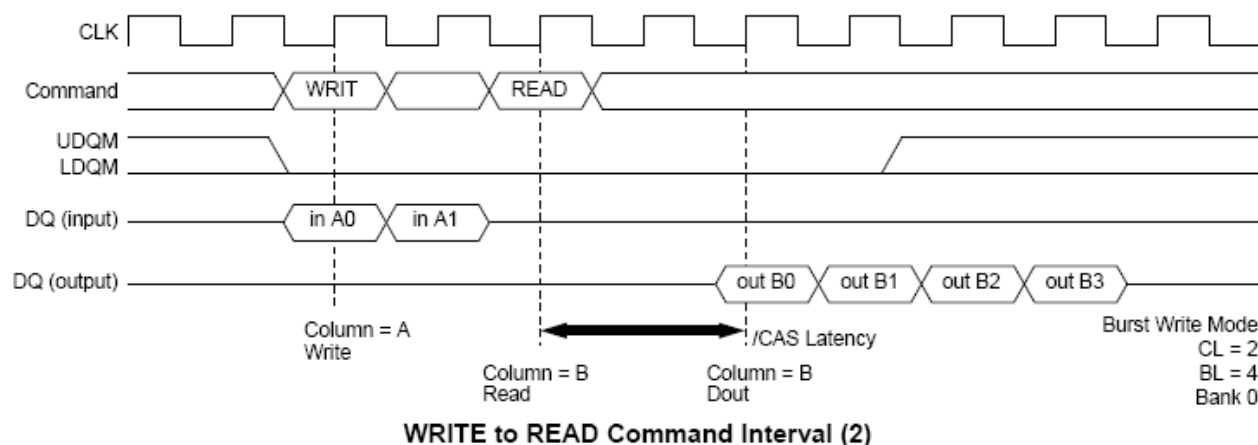 CLK
Command WRIT READ
UDQM
LDQM
DQ (input) in A0 in A1
DQ (output) out B0 out B1 out B2 out B3
Column = A
Write
/CAS Latency
Column = B
Read
Column = B
Dout
Burst Write Mode
CL = 2
BL = 4
Bank 0
WRITE to READ Command Interval (2)